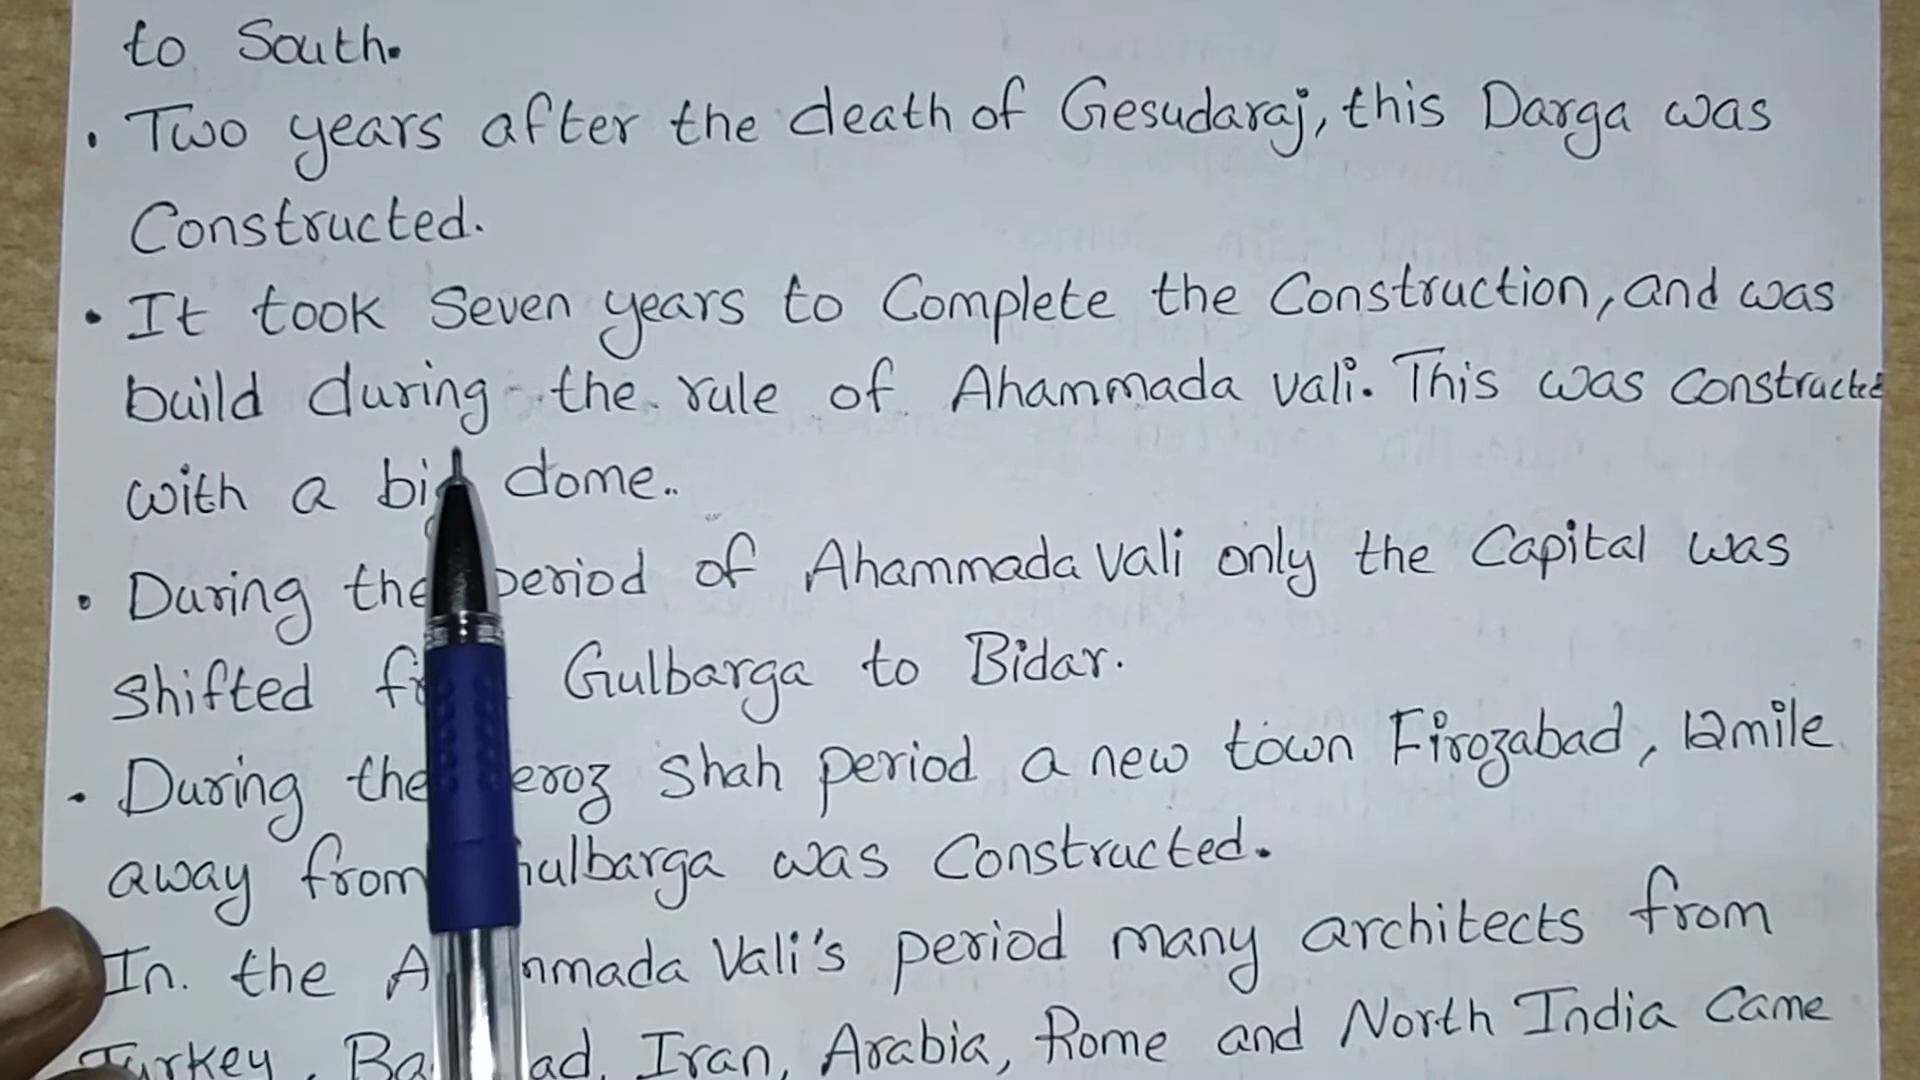 to South.
• Two years after the death of Gesudaraj, this Darga was
Constructed.
• It took Seven years to Complete the Construction, and was
build during the rule of Ahammada vali. This was constructed
with a big dome..
• During the period of Ahammada vali only the Capital was
Shifted Gulbarga to Bidar.
• During the Shah period a new town Firozabad, 12mile
away from was Constructed.
In. the Vali's period many architects from
Turkey, Iran, Arabia, Rome and North India Came